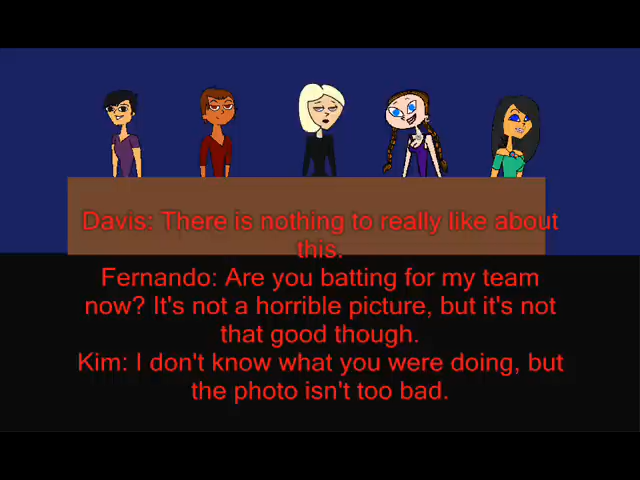 Davis: There is nothing to really like about
this.
Fernando: Are you batting for my team
now? It's not a horrible picture, but it's not
that good though.
Kim: I don't know what you were doing, but
the photo isn't too bad.